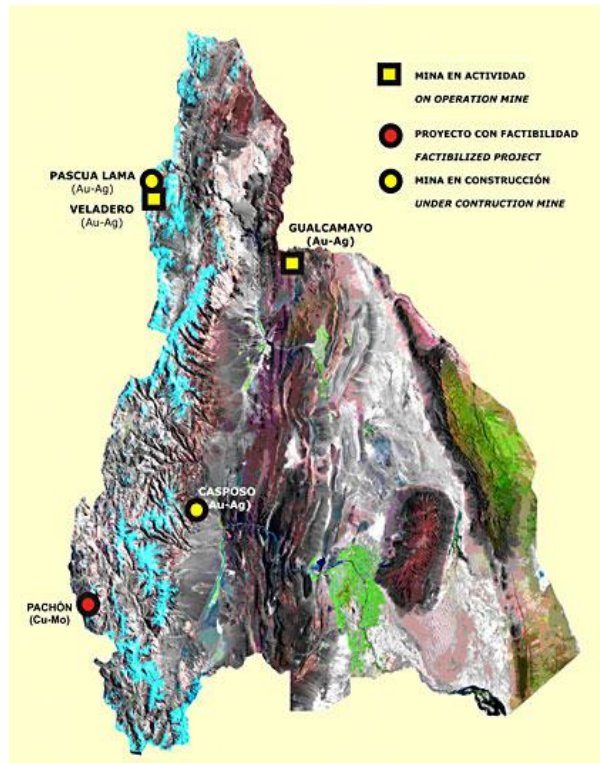 MINA EN ACTIVIDAD
ON OPERATION MINE
PROYECTO CON FACTIBILIDAD
FACTIBILIZED PROJECT
MINA EN CONSTRUCCIÓN
UNDER CONTRUCTION MINE
PASCUA LAMA
(Au-Ag)
VELADERO
(Au-Ag)
GUALCAMAYO
(Au-Ag)
CASPOSO
(Au-Ag)
PACHÓN
(Cu-Mo)